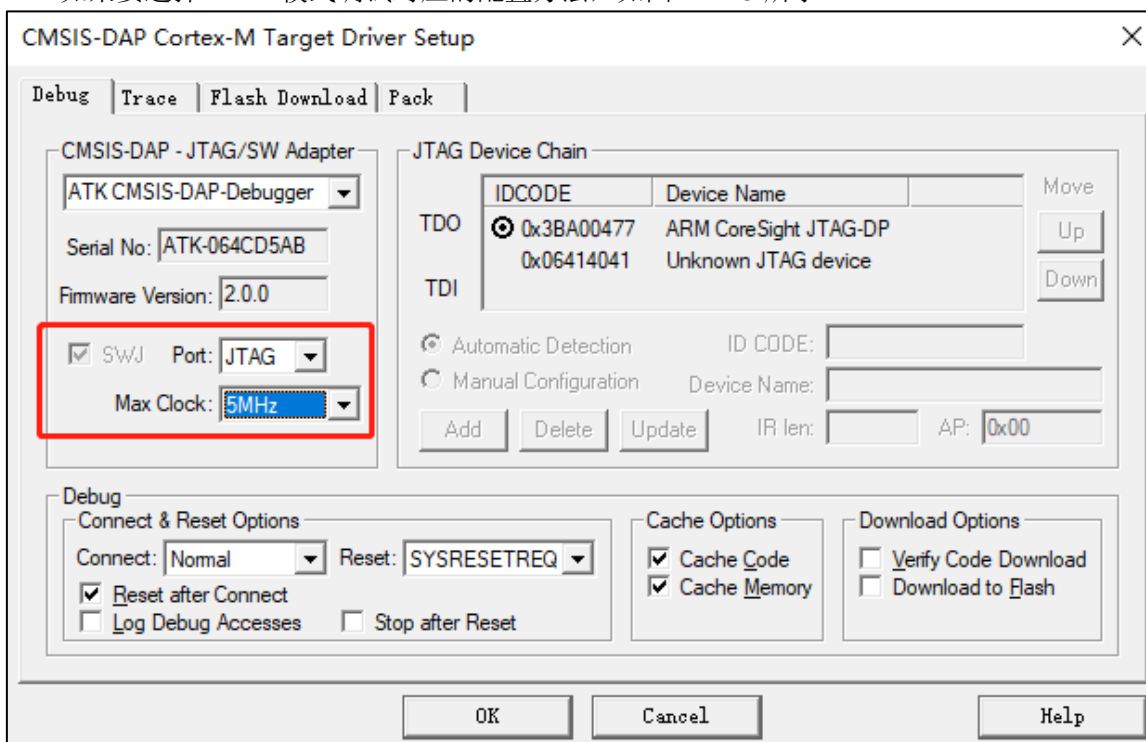 CMSIS-DAP Cortex-M Target Driver Setup
Debug Trace Flash Download Pack
CMSIS-DAP - JTAG/SW Adapter
ATK CMSIS-DAP-Debugger
Serial No: ATK-064CD5AB
Firmware Version: 2.0.0
SWJ Port: JTAG
Max Clock: 5MHz
JTAG Device Chain
IDCODE Device Name
TDO 0x3BA00477 ARM CoreSight JTAG-DP
0x06414041 Unknown JTAG device
TDI
Move
Up
Down
Automatic Detection ID CODE:
Manual Configuration Device Name:
Add Delete Update IR len: AP: 0x00
Debug
Connect & Reset Options
Connect: Normal Reset: SYSRESETREQ
Reset after Connect
Log Debug Accesses Stop after Reset
Cache Options
Cache Code
Cache Memory
Download Options
Verify Code Download
Download to Flash
OK Cancel Help